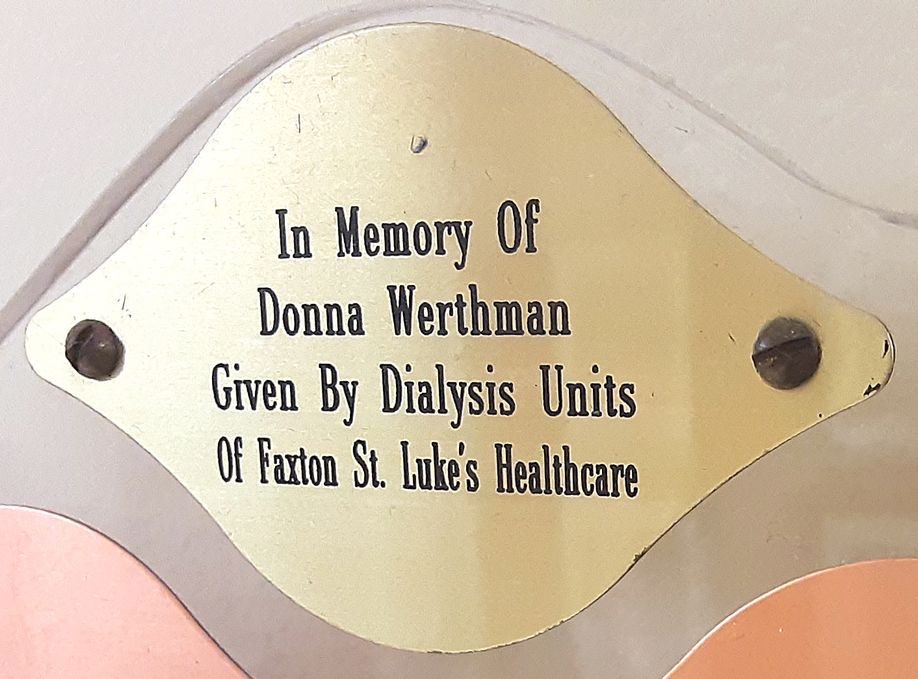 In Memory Of
Donna Werthman
Given By Dialysis Units
Of Faxton St. Luke's Healthcare